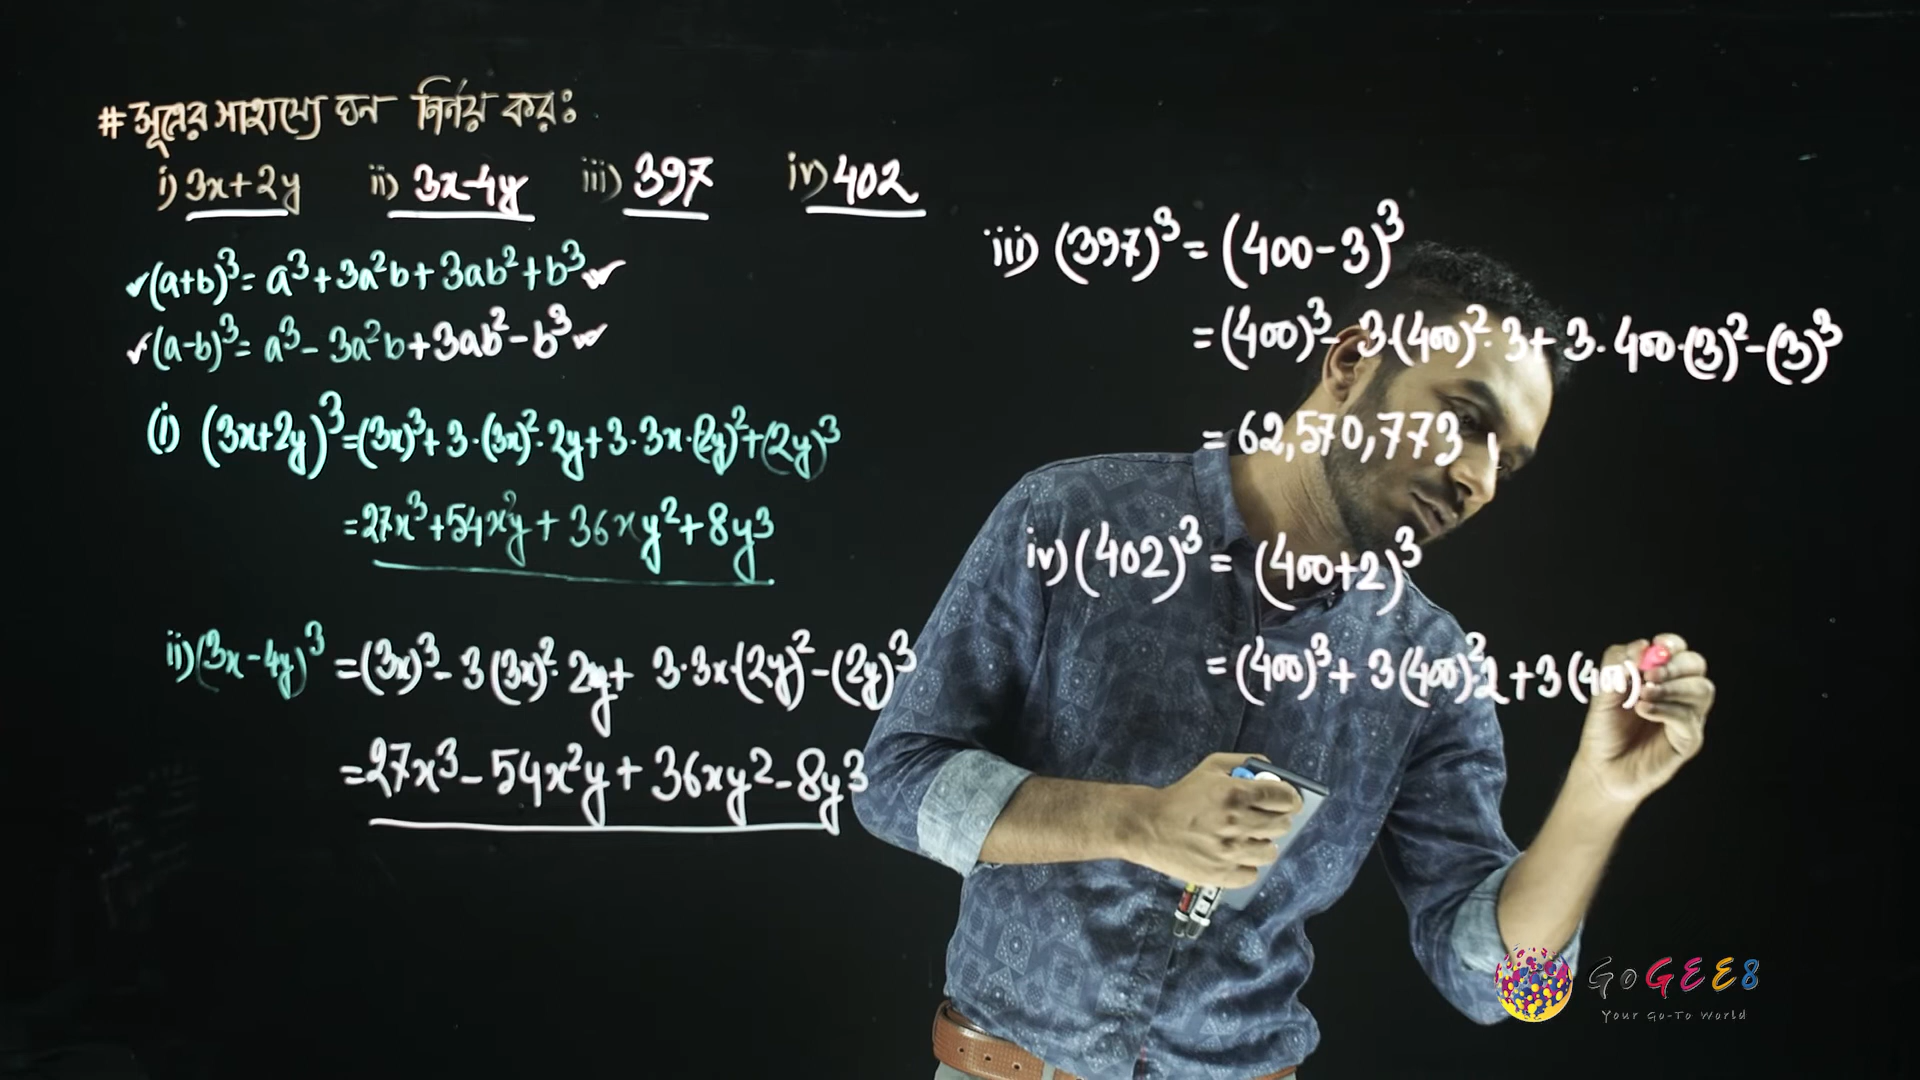 # সূত্রের সাহায্যে ঘন নির্নয় কর:
i) 3x+2y ii) 3x-4y iii) 397 iv) 402
✓(a+b)³= a³+3a²b+3ab²+b³ ✓
✓(a-b)³= a³-3a²b+3ab²-b³ ✓
(i) (3x+2y)³=(3x)³+3·(3x)²·2y+3·3x·(2y)²+(2y)³
=27x³+54x²y+36xy²+8y³
ii)(3x-4y)³ =(3x)³-3(3x)²·2y+3·3x·(2y)²-(2y)³
=27x³-54x²y+36xy²-8y³
iii) (397)³= (400-3)³
=(400)³-3·(400)²·3+3·400·(3)²-(3)³
= 62,570,773
iv)(402)³ = (400+2)³
=(400)³+3(400)²·2+3(400)·
GoGEE8
Your Go-To World